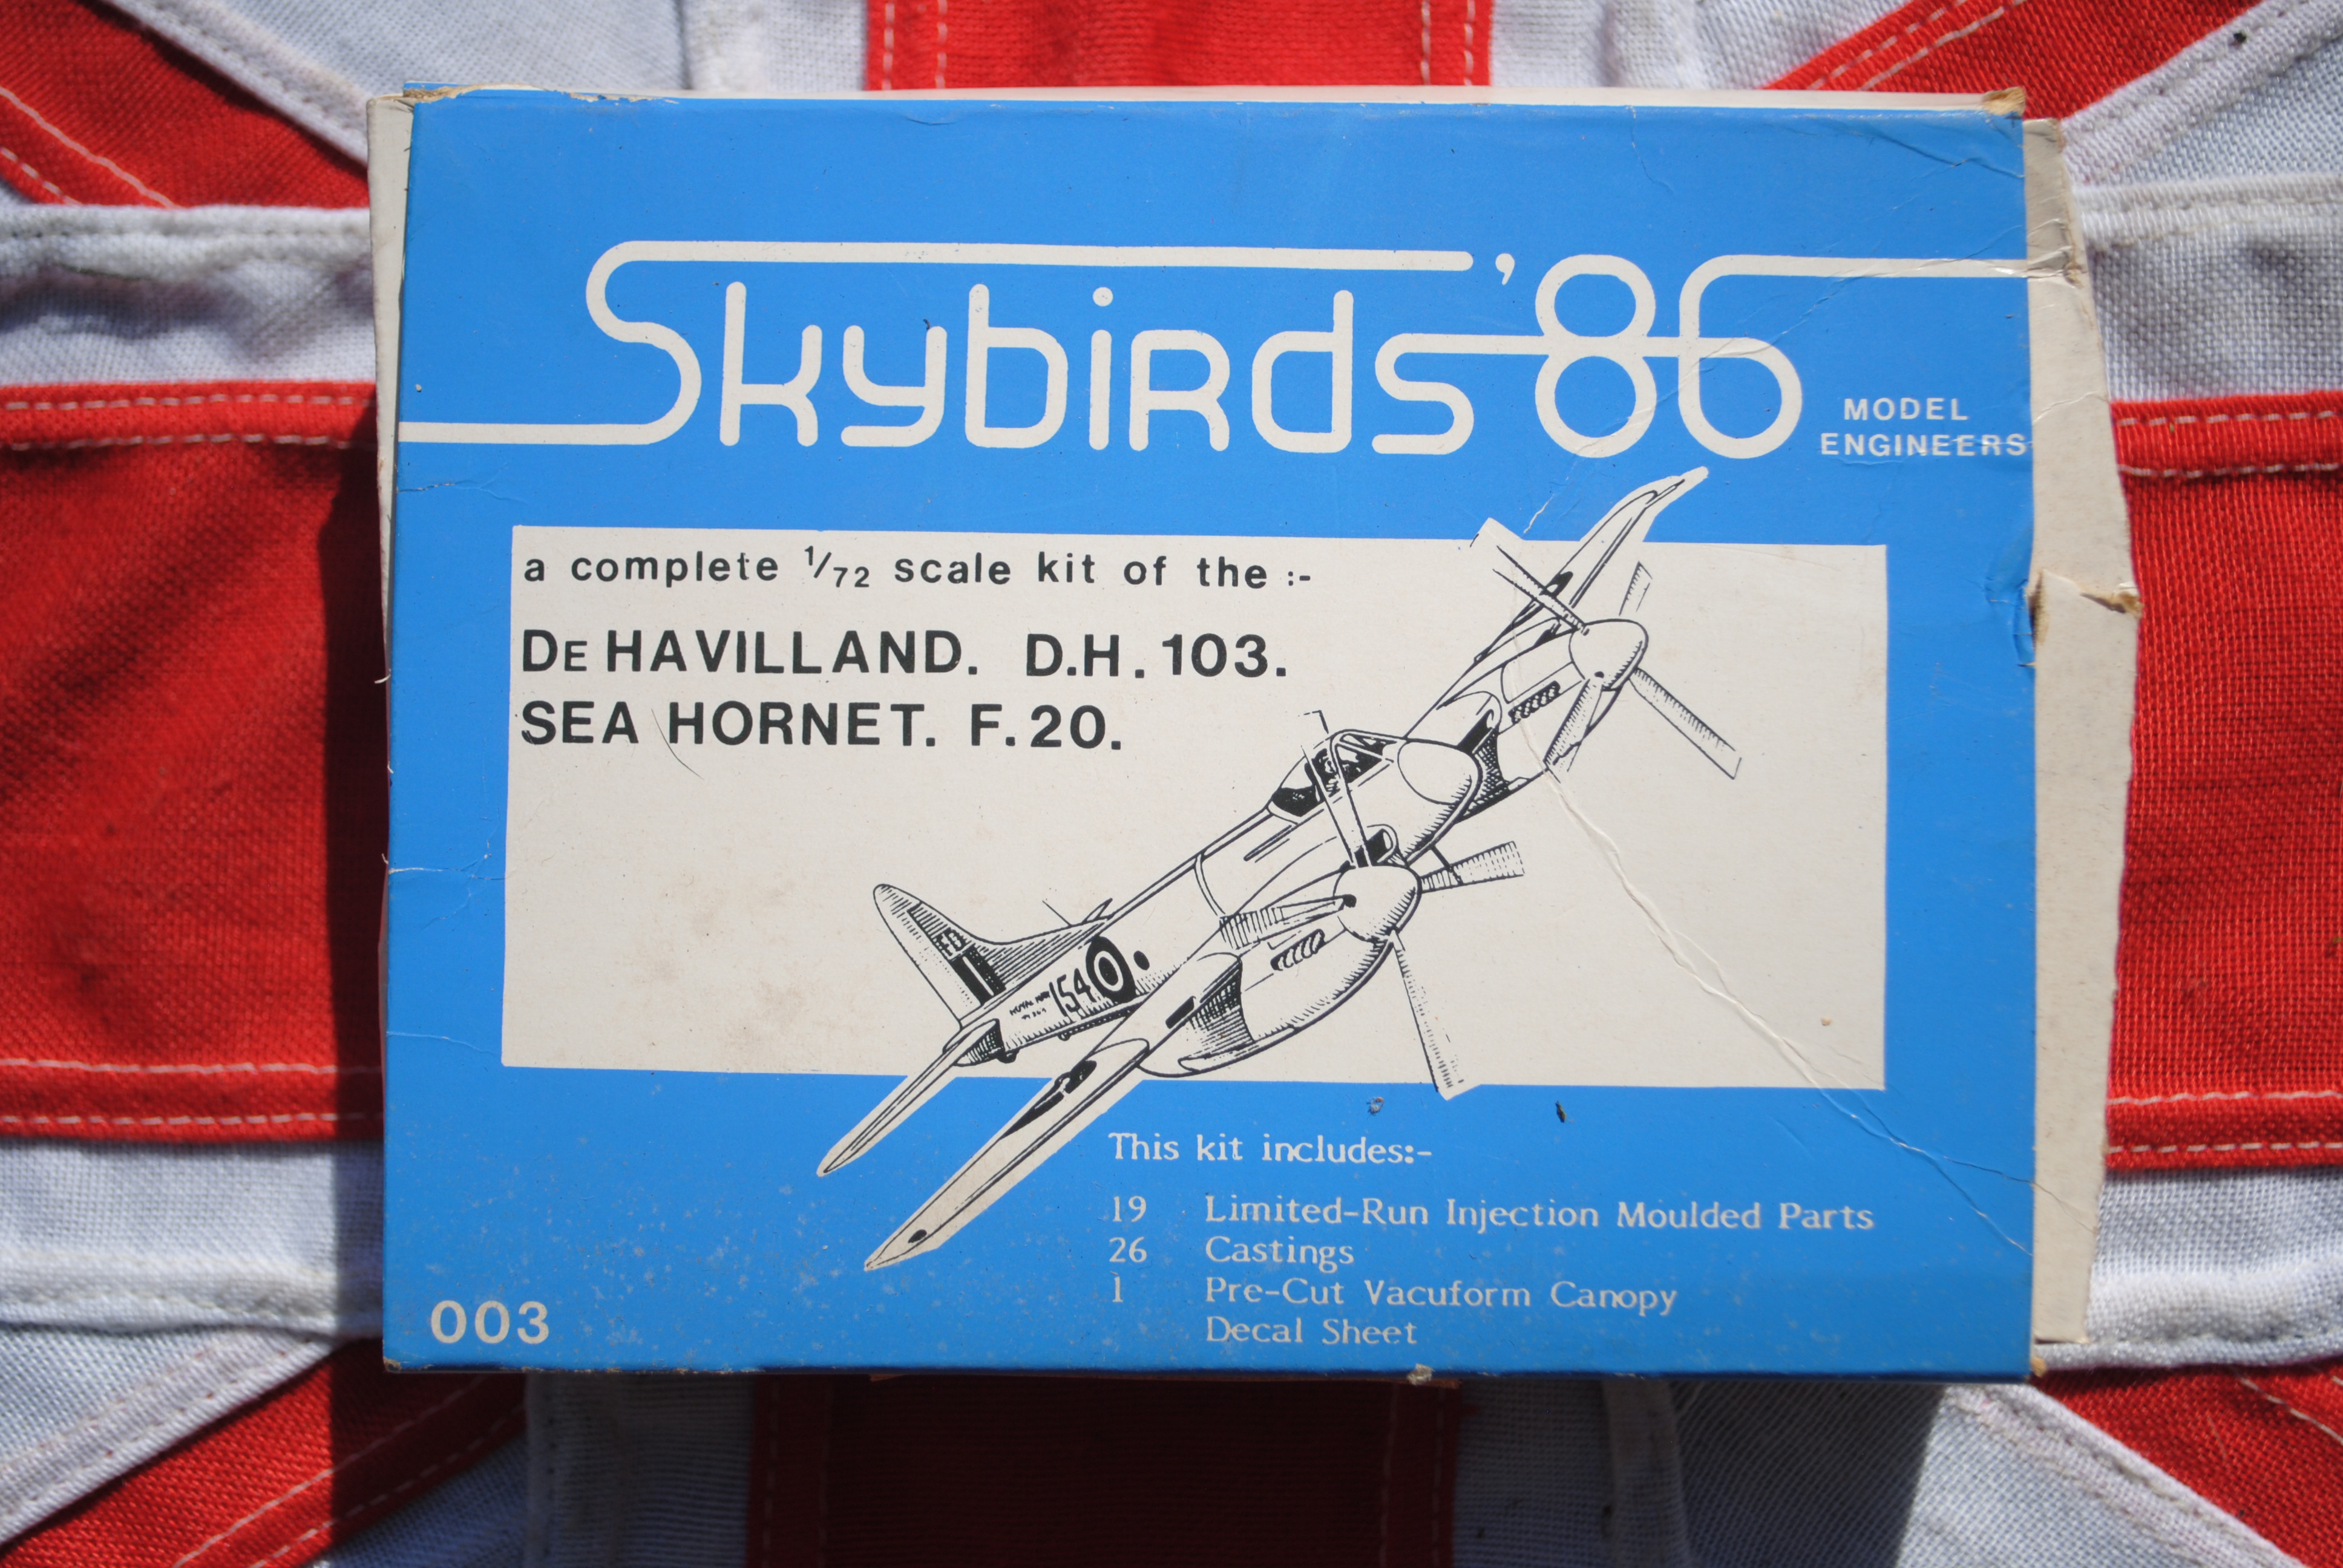 Skybirds '86
MODEL
ENGINEERS
a complete 1/72 scale kit of the :-
DE HAVILLAND. D.H. 103.
SEA HORNET. F.20.
154
This kit includes:-
19 Limited-Run Injection Moulded Parts
26 Castings
1 Pre-Cut Vacuform Canopy
Decal Sheet
003